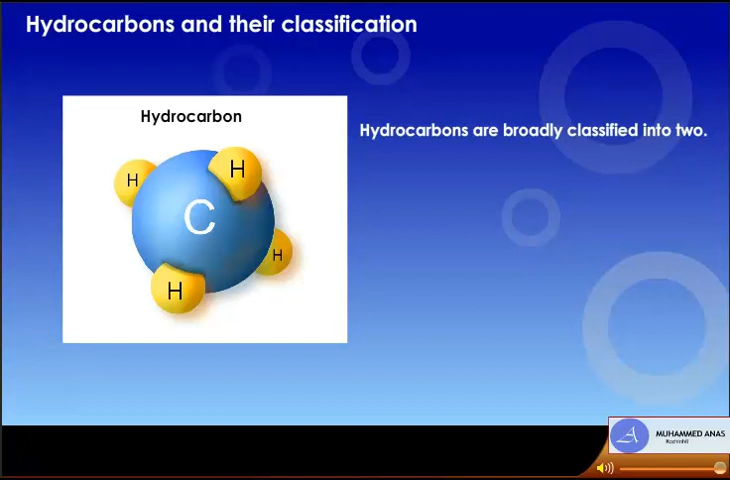 Hydrocarbons and their classification
Hydrocarbon
Hydrocarbons are broadly classified into two.
H
H
C
H
H
A
MUHAMMED ANAS